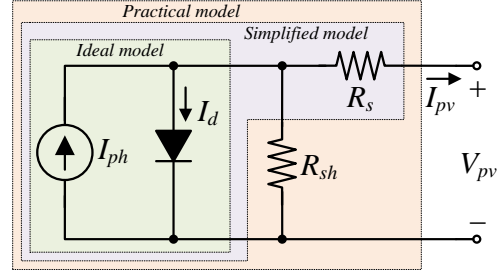 Practical model
Simplified model
Ideal model
I_d
R_s
I_pv
+
I_ph
R_sh
V_pv
−